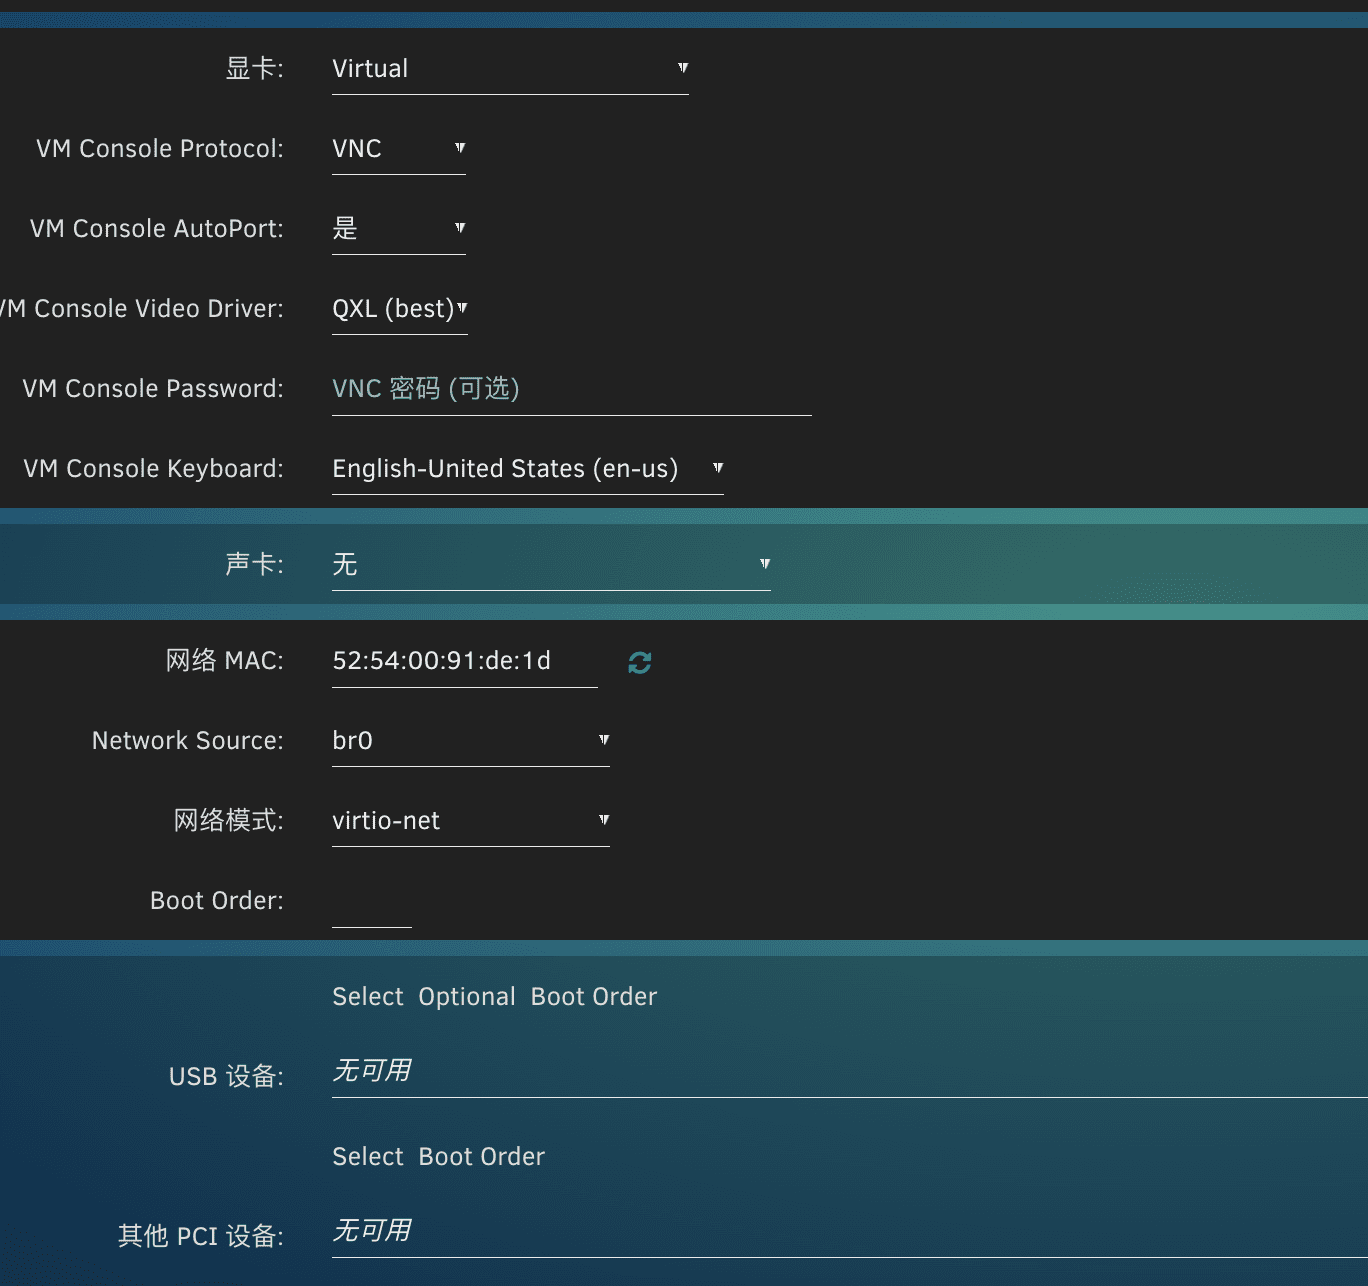 显卡: Virtual
VM Console Protocol: VNC
VM Console AutoPort: 是
VM Console Video Driver: QXL (best)
VM Console Password: VNC 密码 (可选)
VM Console Keyboard: English-United States (en-us)
声卡: 无
网络 MAC: 52:54:00:91:de:1d
Network Source: br0
网络模式: virtio-net
Boot Order:
Select Optional Boot Order
USB 设备: 无可用
Select Boot Order
其他 PCI 设备: 无可用